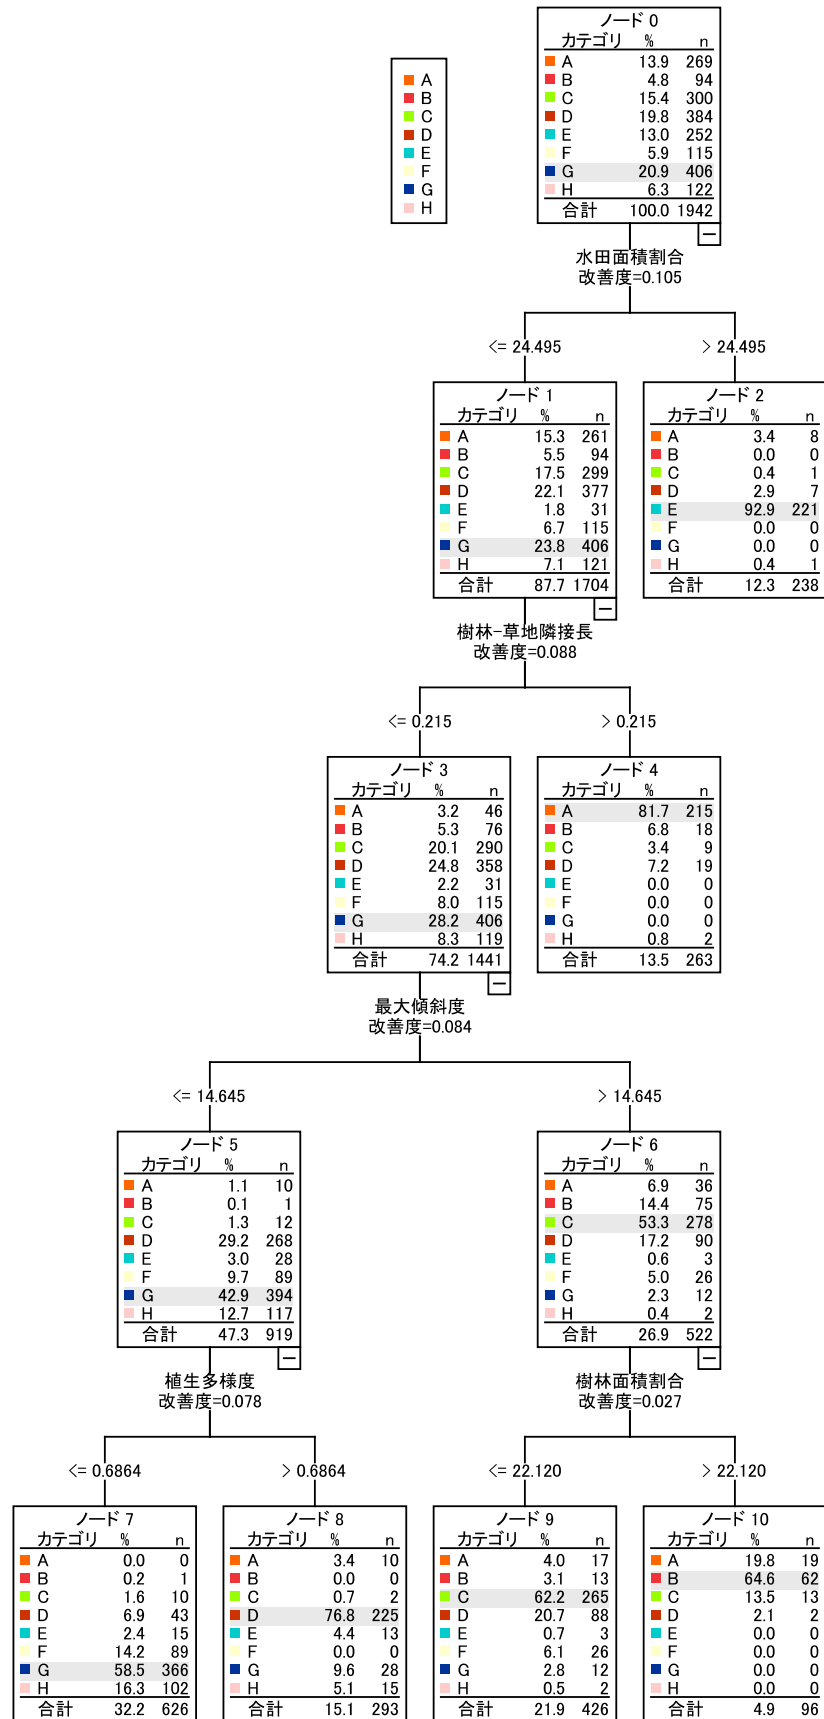 A
B
C
D
E
F
G
H
ノード 0
カテゴリ % n
A 13.9 269
B 4.8 94
C 15.4 300
D 19.8 384
E 13.0 252
F 5.9 115
G 20.9 406
H 6.3 122
合計 100.0 1942
水田面積割合
改善度=0.105
<= 24.495
> 24.495
ノード 1
カテゴリ % n
A 15.3 261
B 5.5 94
C 17.5 299
D 22.1 377
E 1.8 31
F 6.7 115
G 23.8 406
H 7.1 121
合計 87.7 1704
ノード 2
カテゴリ % n
A 3.4 8
B 0.0 0
C 0.4 1
D 2.9 7
E 92.9 221
F 0.0 0
G 0.0 0
H 0.4 1
合計 12.3 238
樹林-草地隣接長
改善度=0.088
<= 0.215
> 0.215
ノード 3
カテゴリ % n
A 3.2 46
B 5.3 76
C 20.1 290
D 24.8 358
E 2.2 31
F 8.0 115
G 28.2 406
H 8.3 119
合計 74.2 1441
ノード 4
カテゴリ % n
A 81.7 215
B 6.8 18
C 3.4 9
D 7.2 19
E 0.0 0
F 0.0 0
G 0.0 0
H 0.8 2
合計 13.5 263
最大傾斜度
改善度=0.084
<= 14.645
> 14.645
ノード 5
カテゴリ % n
A 1.1 10
B 0.1 1
C 1.3 12
D 29.2 268
E 3.0 28
F 9.7 89
G 42.9 394
H 12.7 117
合計 47.3 919
ノード 6
カテゴリ % n
A 6.9 36
B 14.4 75
C 53.3 278
D 17.2 90
E 0.6 3
F 5.0 26
G 2.3 12
H 0.4 2
合計 26.9 522
植生多様度
改善度=0.078
樹林面積割合
改善度=0.027
<= 0.6864
> 0.6864
<= 22.120
> 22.120
ノード 7
カテゴリ % n
A 0.0 0
B 0.2 1
C 1.6 10
D 6.9 43
E 2.4 15
F 14.2 89
G 58.5 366
H 16.3 102
合計 32.2 626
ノード 8
カテゴリ % n
A 3.4 10
B 0.0 0
C 0.7 2
D 76.8 225
E 4.4 13
F 0.0 0
G 9.6 28
H 5.1 15
合計 15.1 293
ノード 9
カテゴリ % n
A 4.0 17
B 3.1 13
C 62.2 265
D 20.7 88
E 0.7 3
F 6.1 26
G 2.8 12
H 0.5 2
合計 21.9 426
ノード 10
カテゴリ % n
A 19.8 19
B 64.6 62
C 13.5 13
D 2.1 2
E 0.0 0
F 0.0 0
G 0.0 0
H 0.0 0
合計 4.9 96